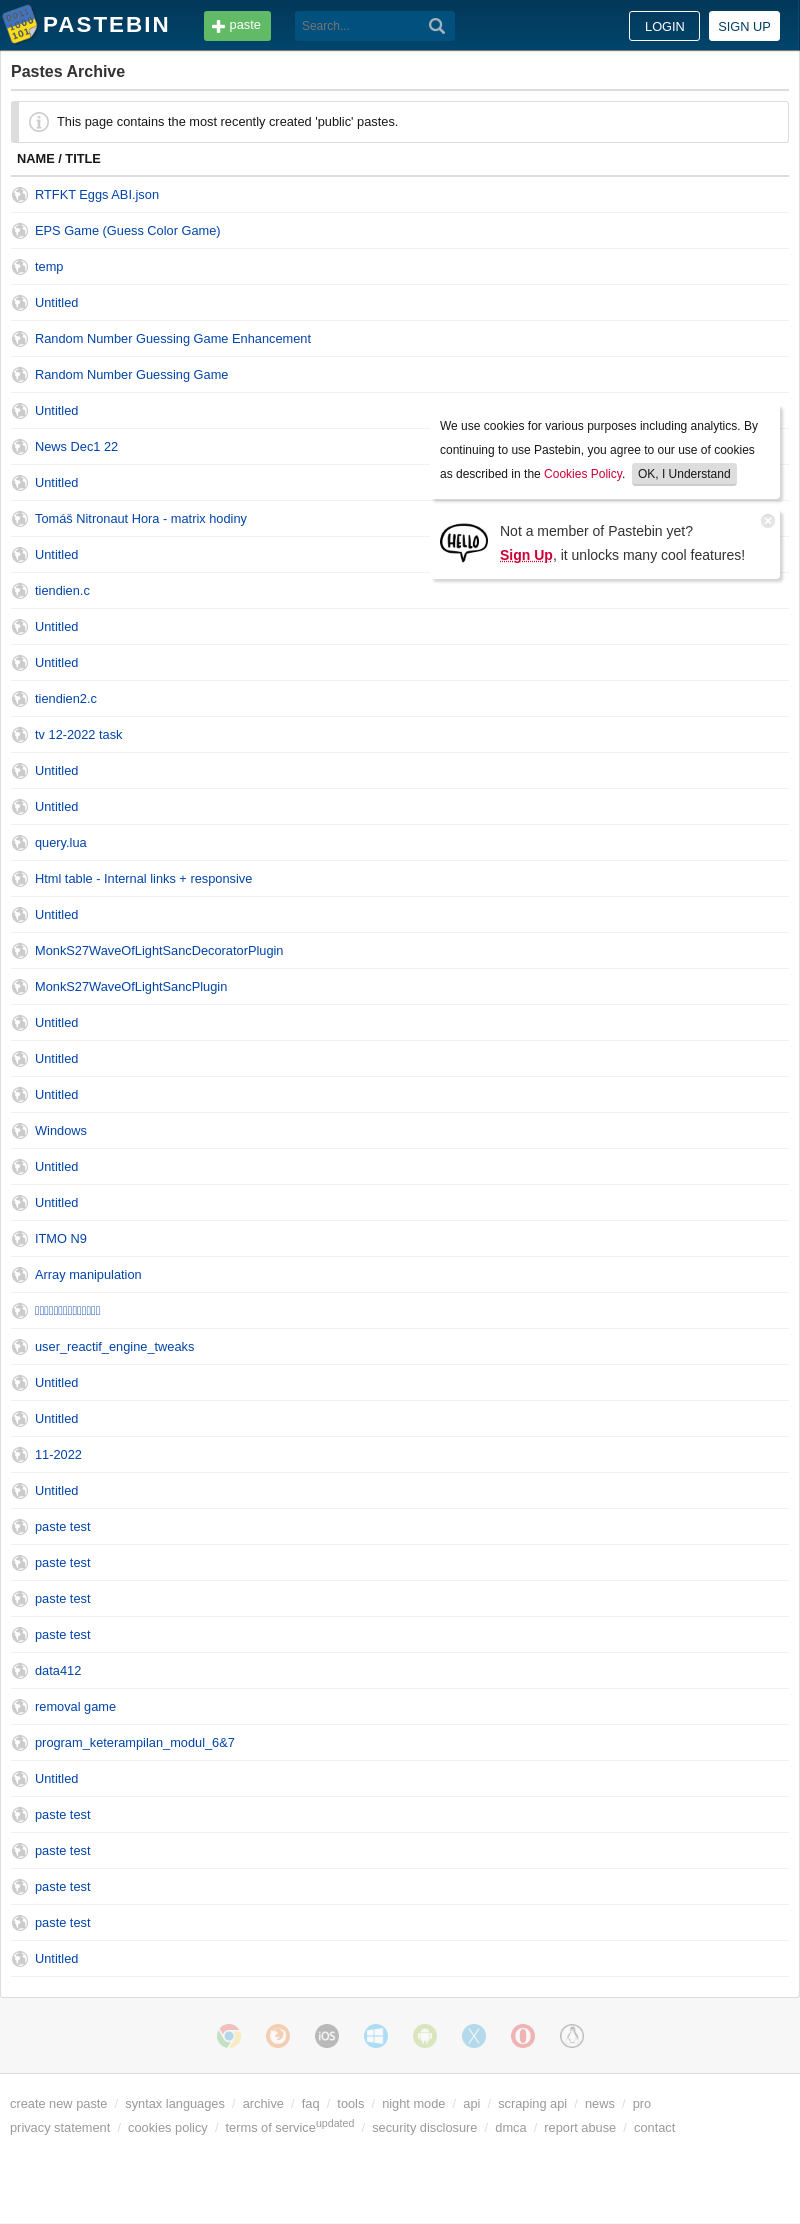 PASTEBIN
paste
Search...
LOGIN
SIGN UP
Pastes Archive
This page contains the most recently created 'public' pastes.
NAME / TITLE
RTFKT Eggs ABI.json
EPS Game (Guess Color Game)
temp
Untitled
Random Number Guessing Game Enhancement
Random Number Guessing Game
Untitled
News Dec1 22
Untitled
Tomáš Nitronaut Hora - matrix hodiny
Untitled
tiendien.c
Untitled
Untitled
tiendien2.c
tv 12-2022 task
Untitled
Untitled
query.lua
Html table - Internal links + responsive
Untitled
MonkS27WaveOfLightSancDecoratorPlugin
MonkS27WaveOfLightSancPlugin
Untitled
Untitled
Untitled
Windows
Untitled
Untitled
ITMO N9
Array manipulation
user_reactif_engine_tweaks
Untitled
Untitled
11-2022
Untitled
paste test
paste test
paste test
paste test
data412
removal game
program_keterampilan_modul_6&7
Untitled
paste test
paste test
paste test
paste test
Untitled
We use cookies for various purposes including analytics. By
continuing to use Pastebin, you agree to our use of cookies
as described in the Cookies Policy. OK, I Understand
HELLO
Not a member of Pastebin yet?
Sign Up, it unlocks many cool features!
iOS
create new paste / syntax languages / archive / faq / tools / night mode / api / scraping api / news / pro
privacy statement / cookies policy / terms of service updated / security disclosure / dmca / report abuse / contact